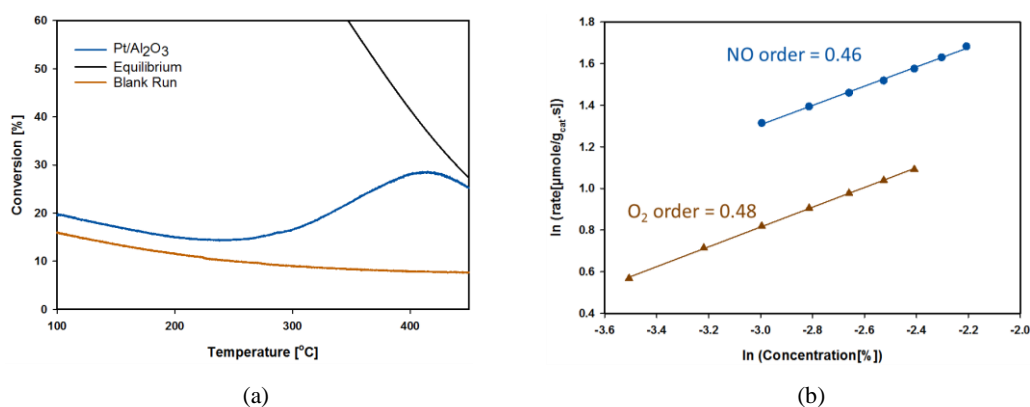 60
50
40
30
20
10
0
Conversion [%]
Pt/Al₂O₃
Equilibrium
Blank Run
100
200
300
400
Temperature [°C]
(a)
1.8
1.6
1.4
1.2
1.0
0.8
0.6
0.4
ln (rate[µmole/g_cat.s])
NO order = 0.46
O₂ order = 0.48
-3.6
-3.4
-3.2
-3.0
-2.8
-2.6
-2.4
-2.2
-2.0
ln (Concentration[%])
(b)